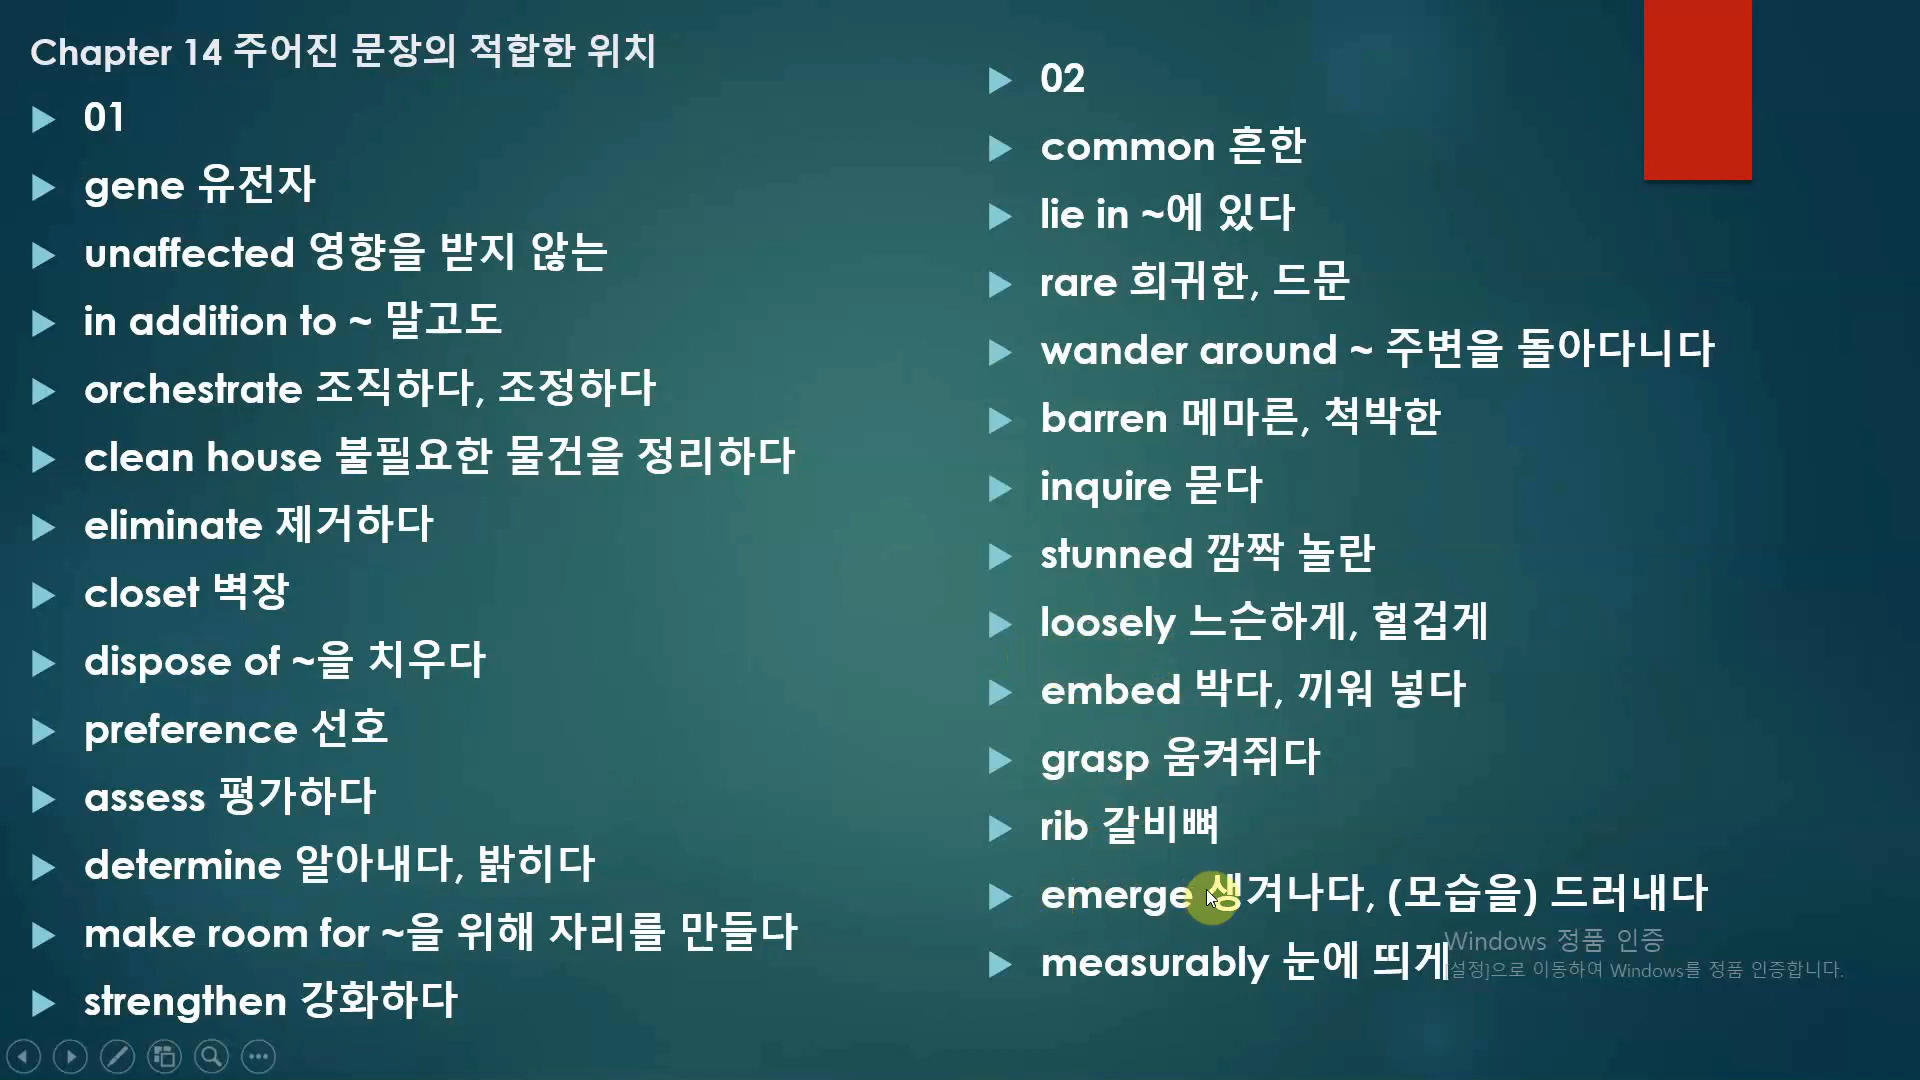 Chapter 14 주어진 문장의 적합한 위치
01
gene 유전자
unaffected 영향을 받지 않는
in addition to ~ 말고도
orchestrate 조직하다, 조정하다
clean house 불필요한 물건을 정리하다
eliminate 제거하다
closet 벽장
dispose of ~을 치우다
preference 선호
assess 평가하다
determine 알아내다, 밝히다
make room for ~을 위해 자리를 만들다
strengthen 강화하다
02
common 흔한
lie in ~에 있다
rare 희귀한, 드문
wander around ~ 주변을 돌아다니다
barren 메마른, 척박한
inquire 묻다
stunned 깜짝 놀란
loosely 느슨하게, 헐겁게
embed 박다, 끼워 넣다
grasp 움켜쥐다
rib 갈비뼈
emerge 생겨나다, (모습을) 드러내다
measurably 눈에 띄게
Windows 정품 인증
[설정]으로 이동하여 Windows를 정품 인증합니다.